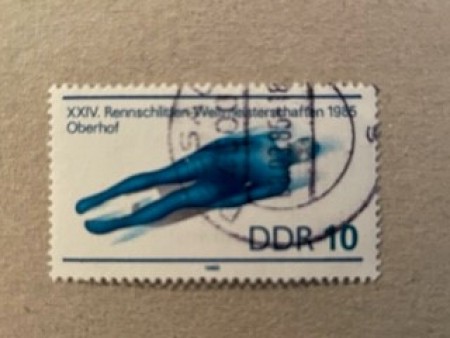 XXIV. Rennschlitten-Weltmeisterschaften 1985
Oberhof
DDR 10